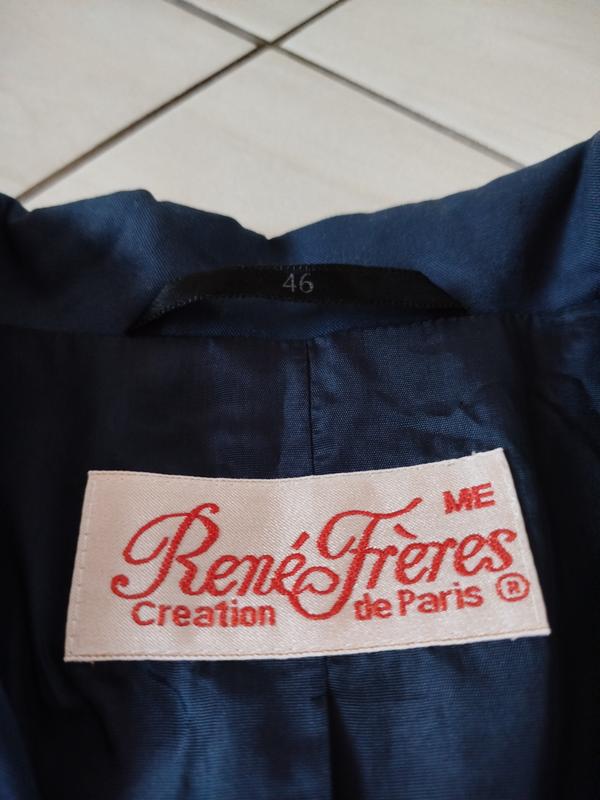 46
ME
René Frères
Creation de Paris ®